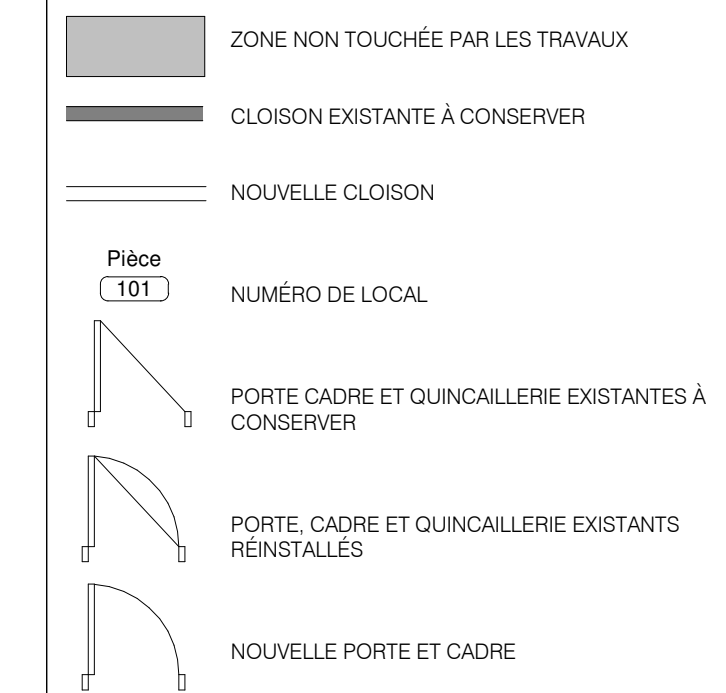 ZONE NON TOUCHÉE PAR LES TRAVAUX
CLOISON EXISTANTE À CONSERVER
NOUVELLE CLOISON
Pièce
101
NUMÉRO DE LOCAL
PORTE CADRE ET QUINCAILLERIE EXISTANTES À
CONSERVER
PORTE, CADRE ET QUINCAILLERIE EXISTANTS
RÉINSTALLÉS
NOUVELLE PORTE ET CADRE